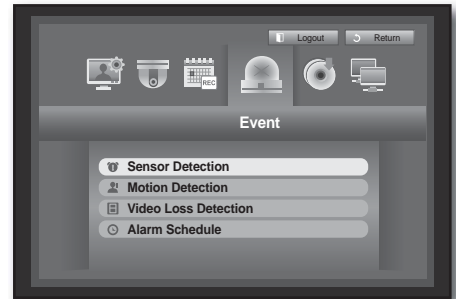 Logout Return
REC
Event
Sensor Detection
Motion Detection
Video Loss Detection
Alarm Schedule